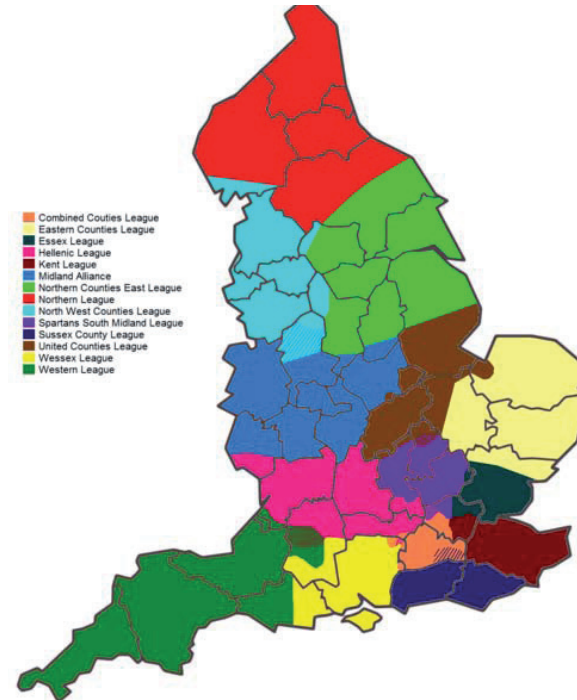 Combined Couties League
Eastern Counties League
Essex League
Hellenic League
Kent League
Midland Alliance
Northern Counties East League
Northern League
North West Counties League
Spartans South Midland League
Sussex County League
United Counties League
Wessex League
Western League